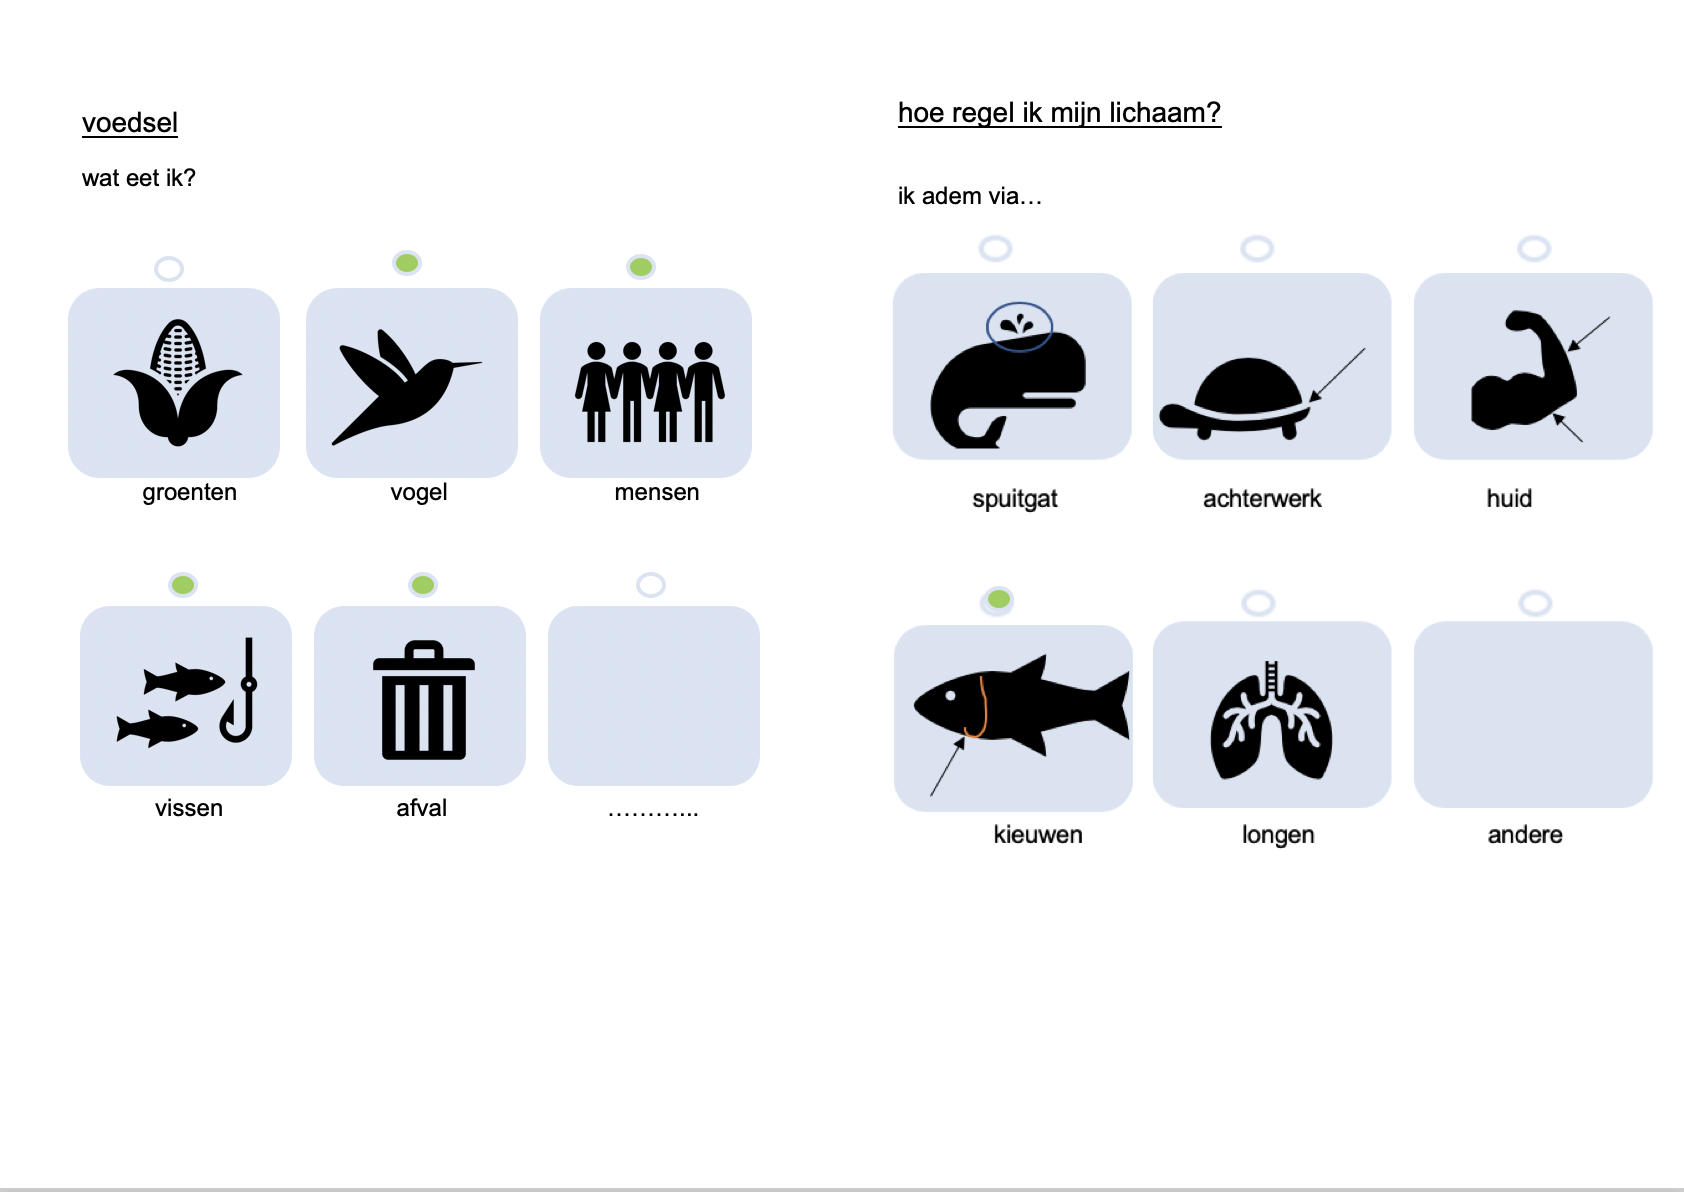 voedsel
wat eet ik?
groenten
vogel
mensen
vissen
afval
………...
hoe regel ik mijn lichaam?
ik adem via…
spuitgat
achterwerk
huid
kieuwen
longen
andere